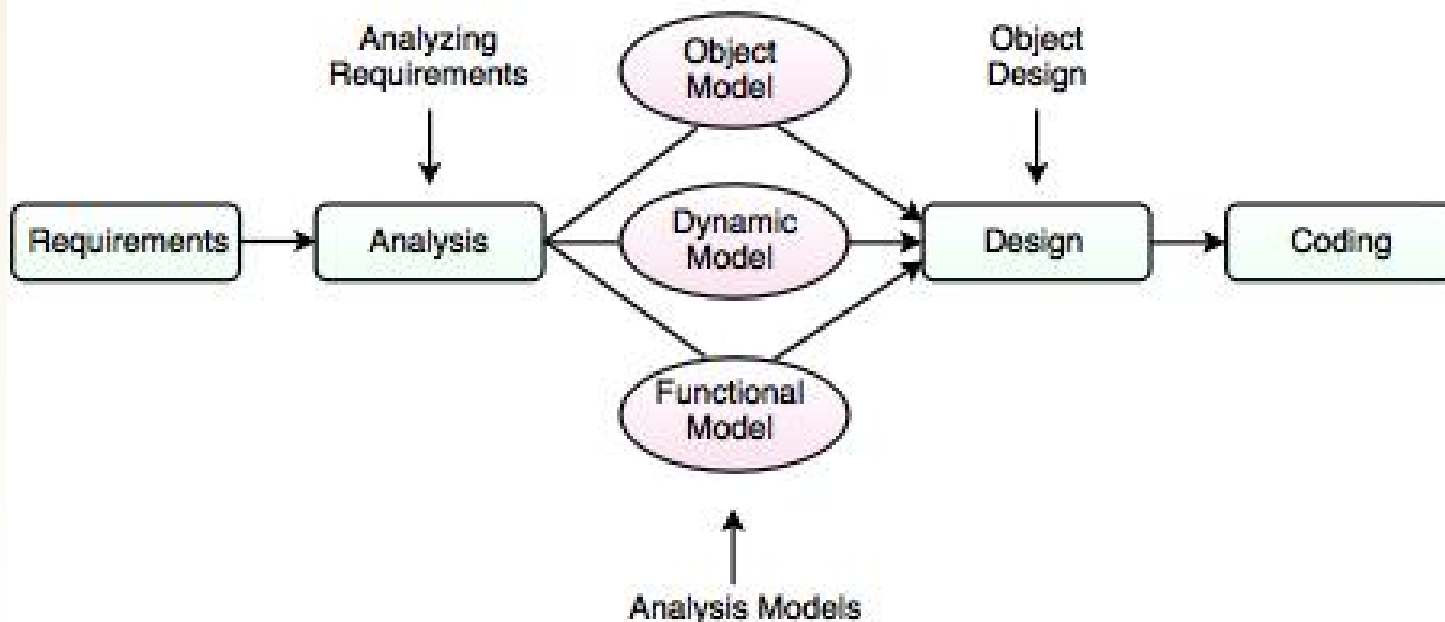 Analyzing
Requirements
Object
Model
Object
Design
Requirements
Analysis
Dynamic
Model
Design
Coding
Functional
Model
Analysis Models